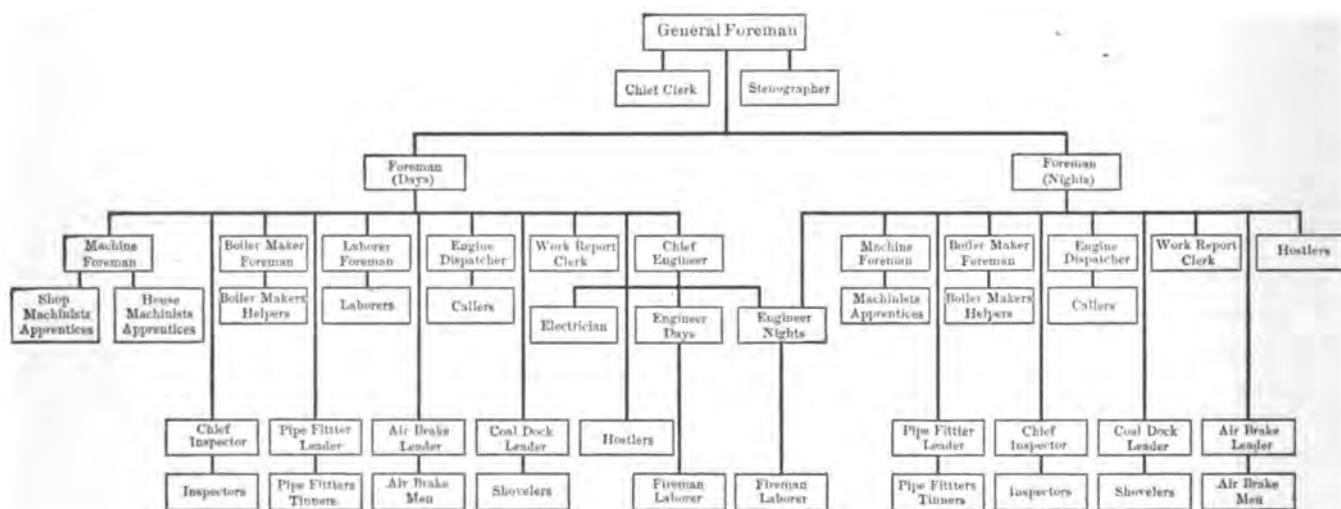 General Foreman
Chief Clerk
Stenographer
Foreman
(Days)
Foreman
(Nights)
Machine
Foreman
Boiler Maker
Foreman
Laborer
Foreman
Engine
Dispatcher
Work Report
Clerk
Chief
Engineer
Machine
Foreman
Boiler Maker
Foreman
Engine
Dispatcher
Work Report
Clerk
Hostlers
Shop
Machinists
Apprentices
House
Machinists
Apprentices
Boiler Makers
Helpers
Laborers
Callers
Electrician
Engineer
Days
Engineer
Nights
Machinists
Apprentices
Boiler Makers
Helpers
Callers
Chief
Inspector
Pipe Fittter
Leader
Air Brake
Leader
Coal Dock
Leader
Hostlers
Pipe Fittter
Leader
Chief
Inspector
Coal Dock
Leader
Air Brake
Leader
Inspectors
Pipe Fittters
Tinners
Air Brake
Men
Shovelers
Fireman
Laborer
Fireman
Laborer
Pipe Fittters
Tinners
Inspectors
Shovelers
Air Brake
Men